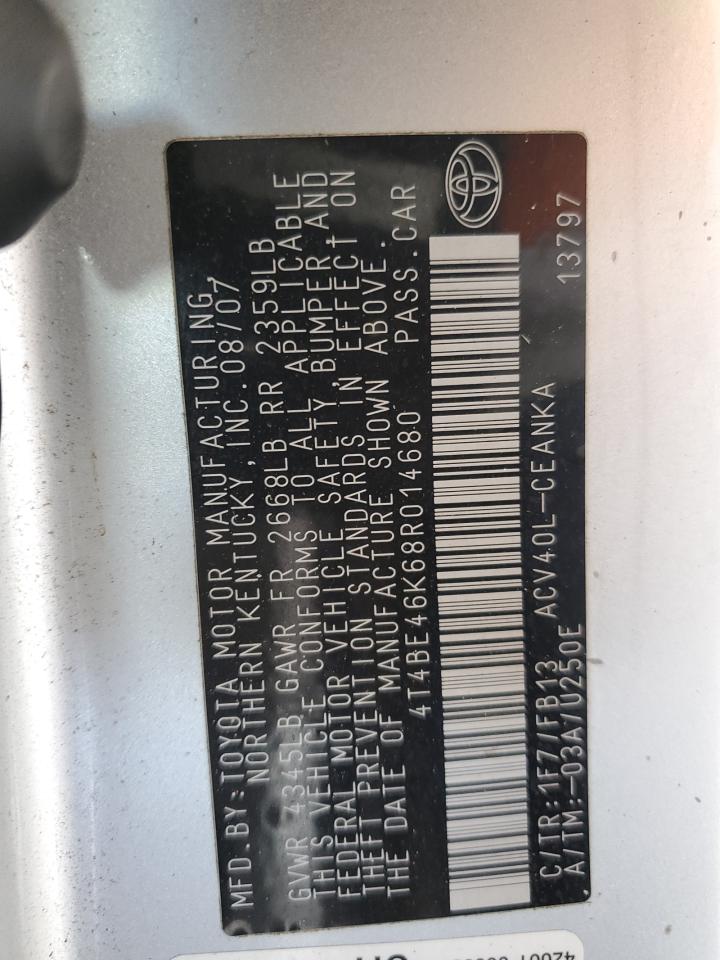 MFD.BY:TOYOTA MOTOR MANUFACTURING,
NORTHERN KENTUCKY, INC.08/07
GVWR 4345LB GAWR FR 2668LB RR 2359LB
THIS VEHICLE CONFORMS TO ALL APPLICABLE
FEDERAL MOTOR VEHICLE SAFETY,BUMPER AND
THEFT PREVENTION STANDARDS IN EFFECT ON
THE DATE OF MANUFACTURE SHOWN ABOVE.
4T4BE46K68R014680 PASS.CAR
C/TR:1F7/FB13 ACV40L-CEANKA 13797
A/TM:-03A/U250E